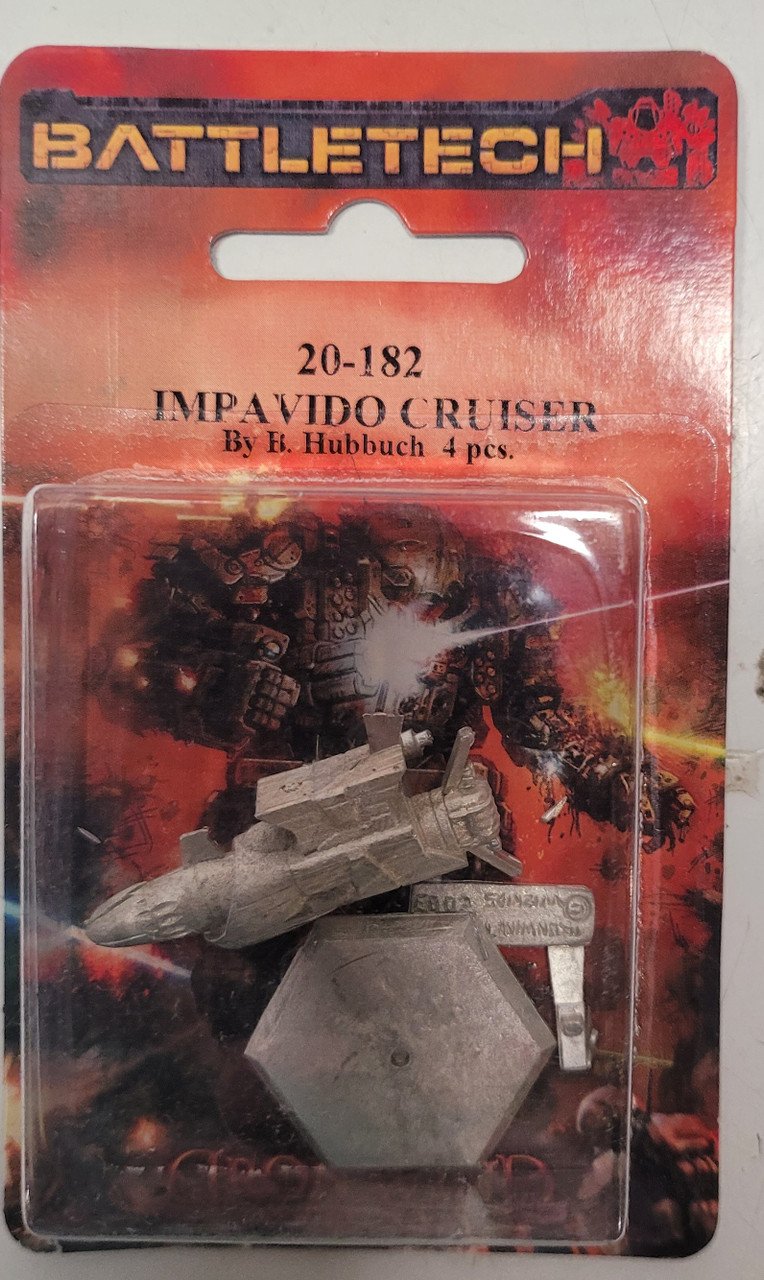 BATTLETECH
20-182
IMPAVIDO CRUISER
By B. Hubbuch 4 pcs.